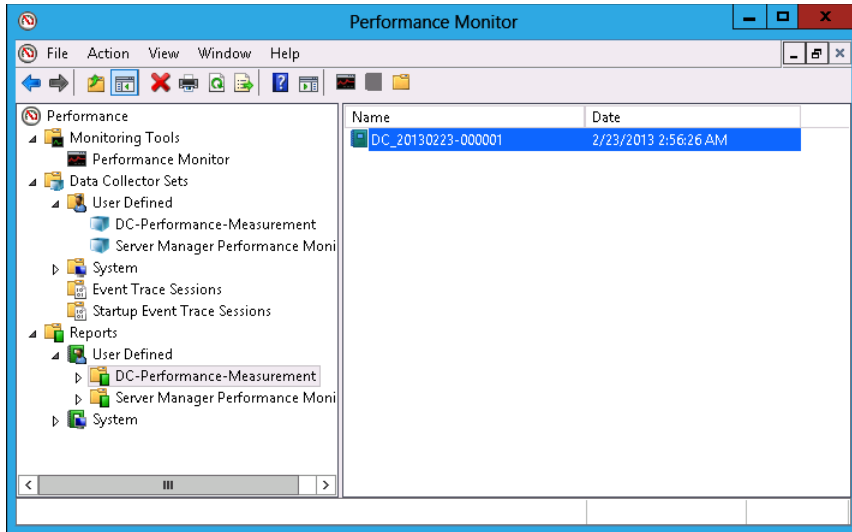 Performance Monitor
File Action View Window Help
Performance
Monitoring Tools
Performance Monitor
Data Collector Sets
User Defined
DC-Performance-Measurement
Server Manager Performance Moni
System
Event Trace Sessions
Startup Event Trace Sessions
Reports
User Defined
DC-Performance-Measurement
Server Manager Performance Moni
System
Name Date
DC_20130223-000001 2/23/2013 2:56:26 AM